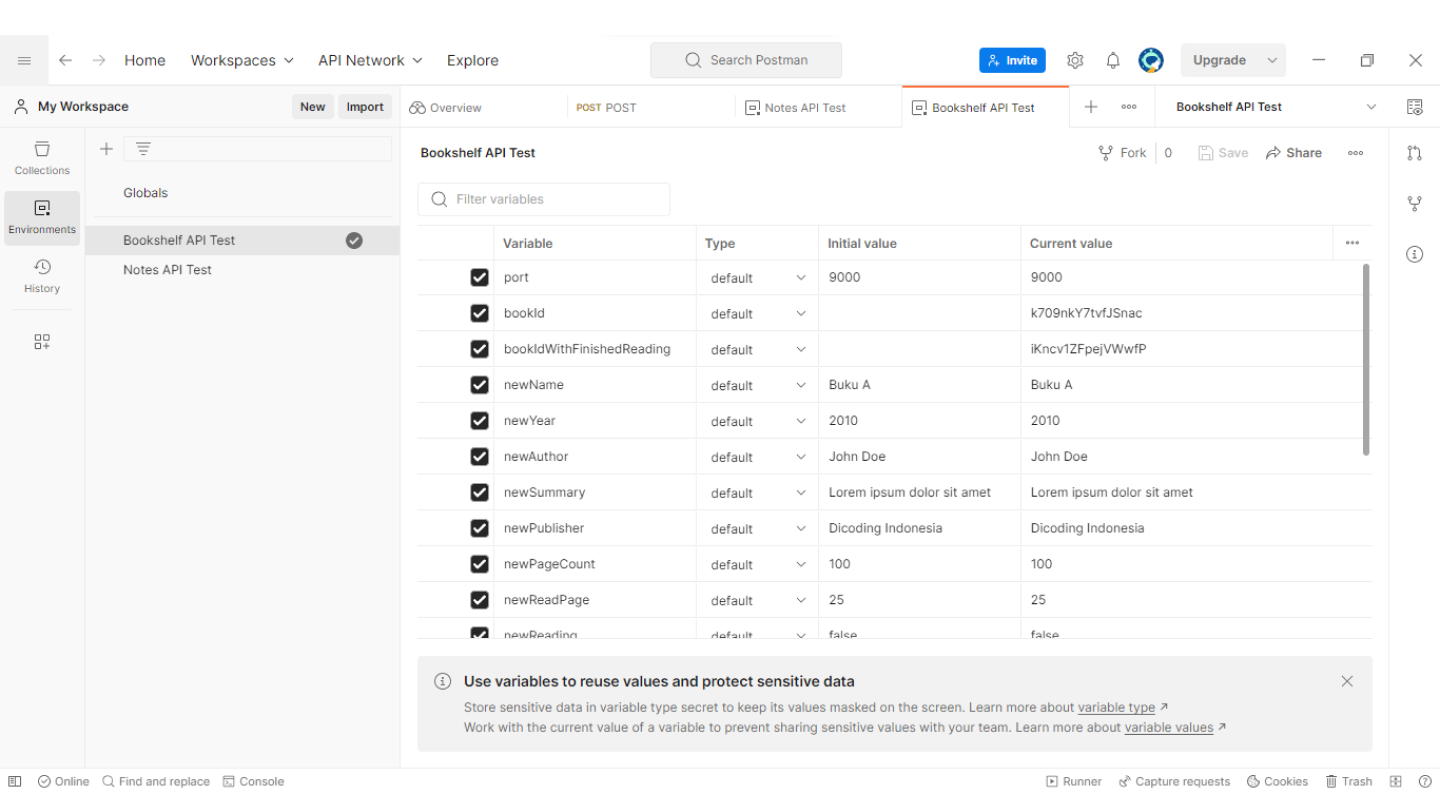 Home Workspaces API Network Explore Search Postman Invite Upgrade
My Workspace New Import Overview POST POST Notes API Test Bookshelf API Test Bookshelf API Test
Collections
Environments
History
Globals
Bookshelf API Test
Notes API Test
Bookshelf API Test Fork 0 Save Share
Filter variables
Variable Type Initial value Current value
port default 9000 9000
bookId default k709nkY7tvfJSnac
bookIdWithFinishedReading default iKncv1ZFpejVWwfP
newName default Buku A Buku A
newYear default 2010 2010
newAuthor default John Doe John Doe
newSummary default Lorem ipsum dolor sit amet Lorem ipsum dolor sit amet
newPublisher default Dicoding Indonesia Dicoding Indonesia
newPageCount default 100 100
newReadPage default 25 25
newReading default false false
Use variables to reuse values and protect sensitive data
Store sensitive data in variable type secret to keep its values masked on the screen. Learn more about variable type ↗
Work with the current value of a variable to prevent sharing sensitive values with your team. Learn more about variable values ↗
Online Find and replace Console Runner Capture requests Cookies Trash